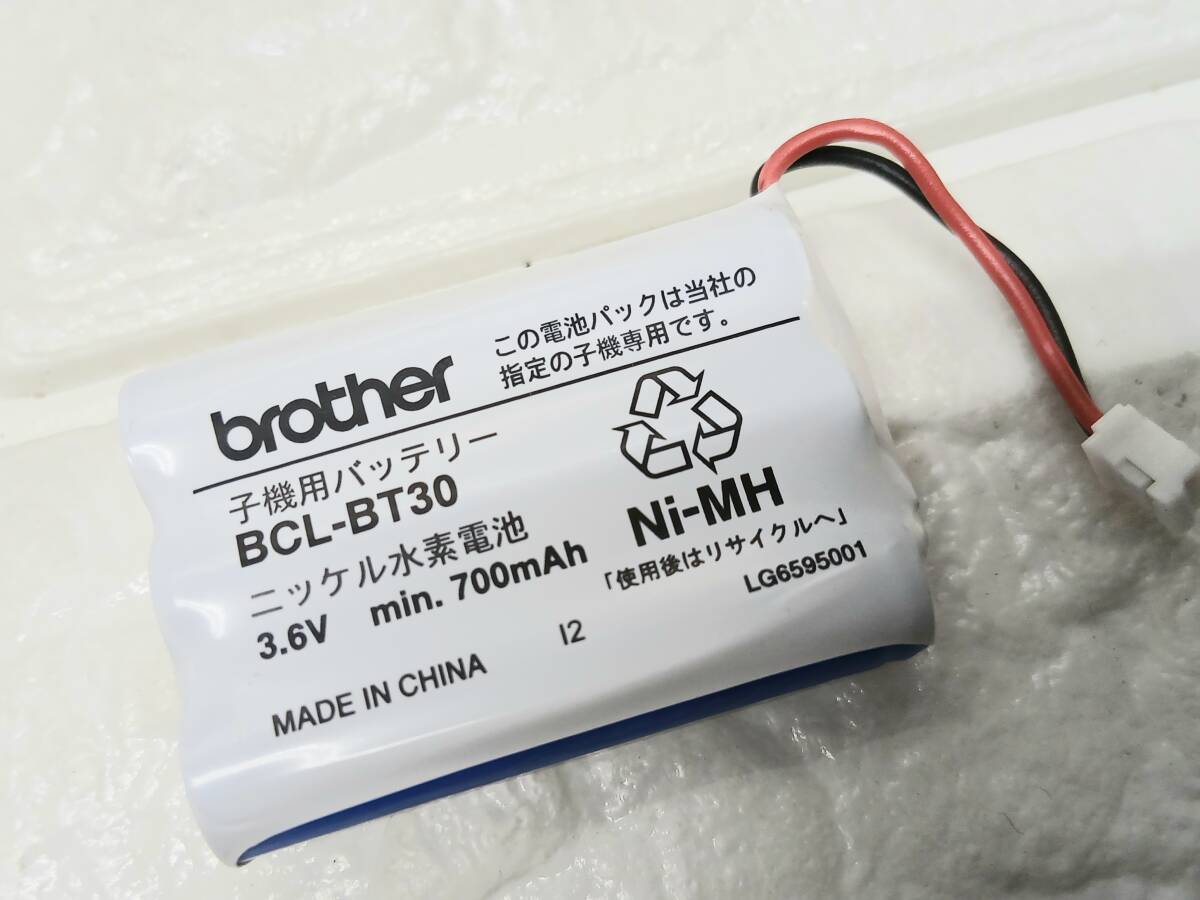 brother
この電池パックは当社の
指定の子機専用です。
子機用バッテリー
BCL-BT30
ニッケル水素電池
3.6V min. 700mAh
MADE IN CHINA
I2
Ni-MH
「使用後はリサイクルへ」
LG6595001